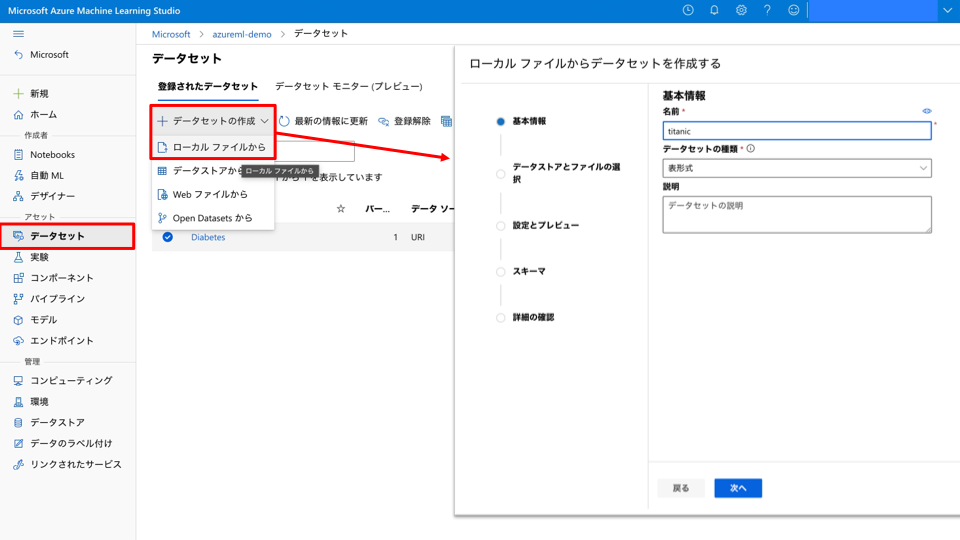 Microsoft Azure Machine Learning Studio
Microsoft
新規
ホーム
作成者
Notebooks
自動 ML
デザイナー
アセット
データセット
実験
コンポーネント
パイプライン
モデル
エンドポイント
管理
コンピューティング
環境
データストア
データのラベル付け
リンクされたサービス
Microsoft > azureml-demo > データセット
データセット
登録されたデータセット データセット モニター (プレビュー)
データセットの作成 最新の情報に更新 登録解除
ローカル ファイルから
データストアから
ローカル ファイルから
を表示しています
Web ファイルから
Open Datasets から
バー... データ ソー
Diabetes 1 URI
ローカル ファイルからデータセットを作成する
基本情報
データストアとファイルの選
択
設定とプレビュー
スキーマ
詳細の確認
基本情報
名前 *
titanic *
データセットの種類 *
表形式
説明
データセットの説明
戻る 次へ